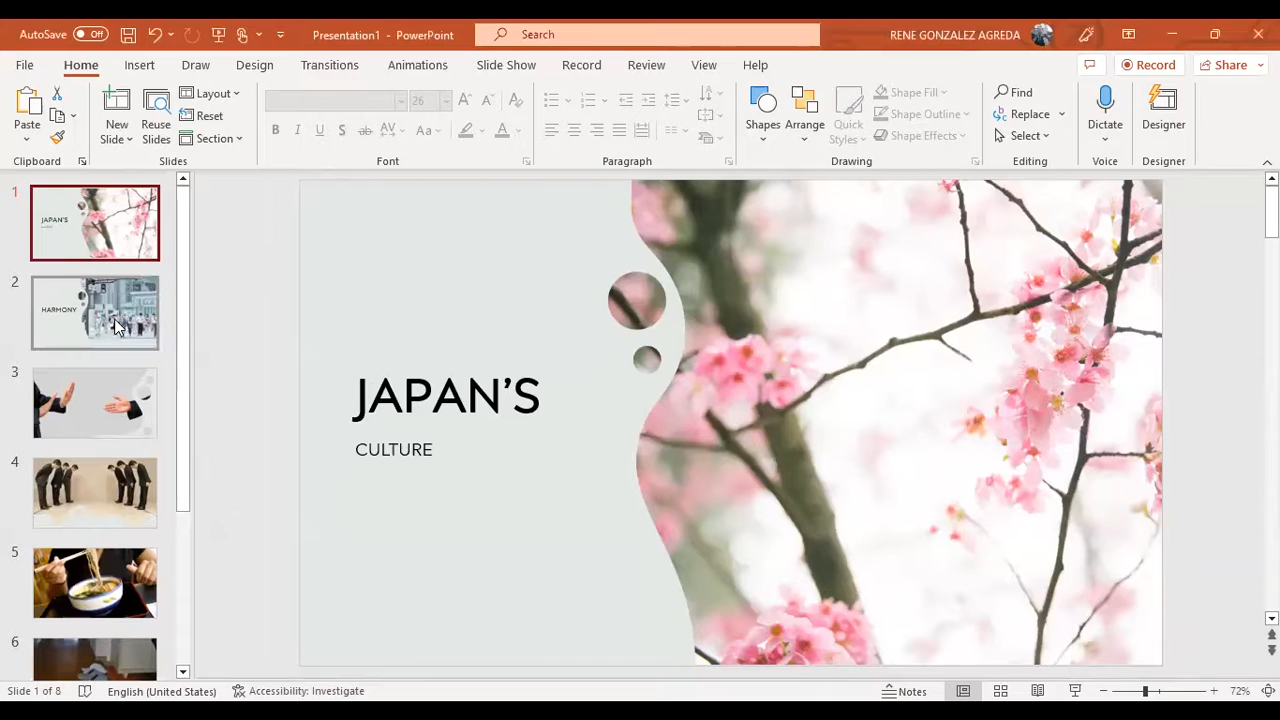 AutoSave Off Presentation1 - PowerPoint Search RENE GONZALEZ AGREDA
File Home Insert Draw Design Transitions Animations Slide Show Record Review View Help Record Share
Paste New Slide Reuse Slides Layout Reset Section 26 Aa Shapes Arrange Quick Styles Shape Fill Shape Outline Shape Effects Find Replace Select Dictate Designer
Clipboard Slides Font Paragraph Drawing Editing Voice Designer
1
JAPAN'S
2
HARMONY
3
4
5
6
JAPAN’S
CULTURE
Slide 1 of 8 English (United States) Accessibility: Investigate Notes 72%